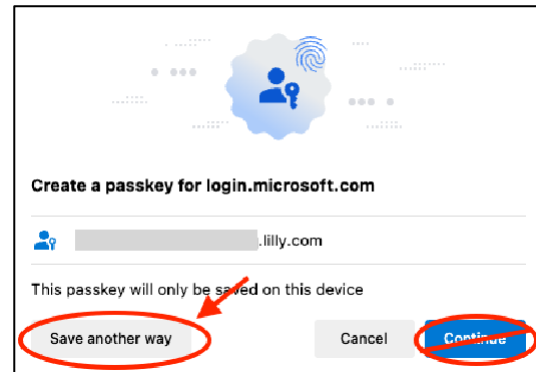 Create a passkey for login.microsoft.com
.lilly.com
This passkey will only be saved on this device
Save another way
Cancel
Continue